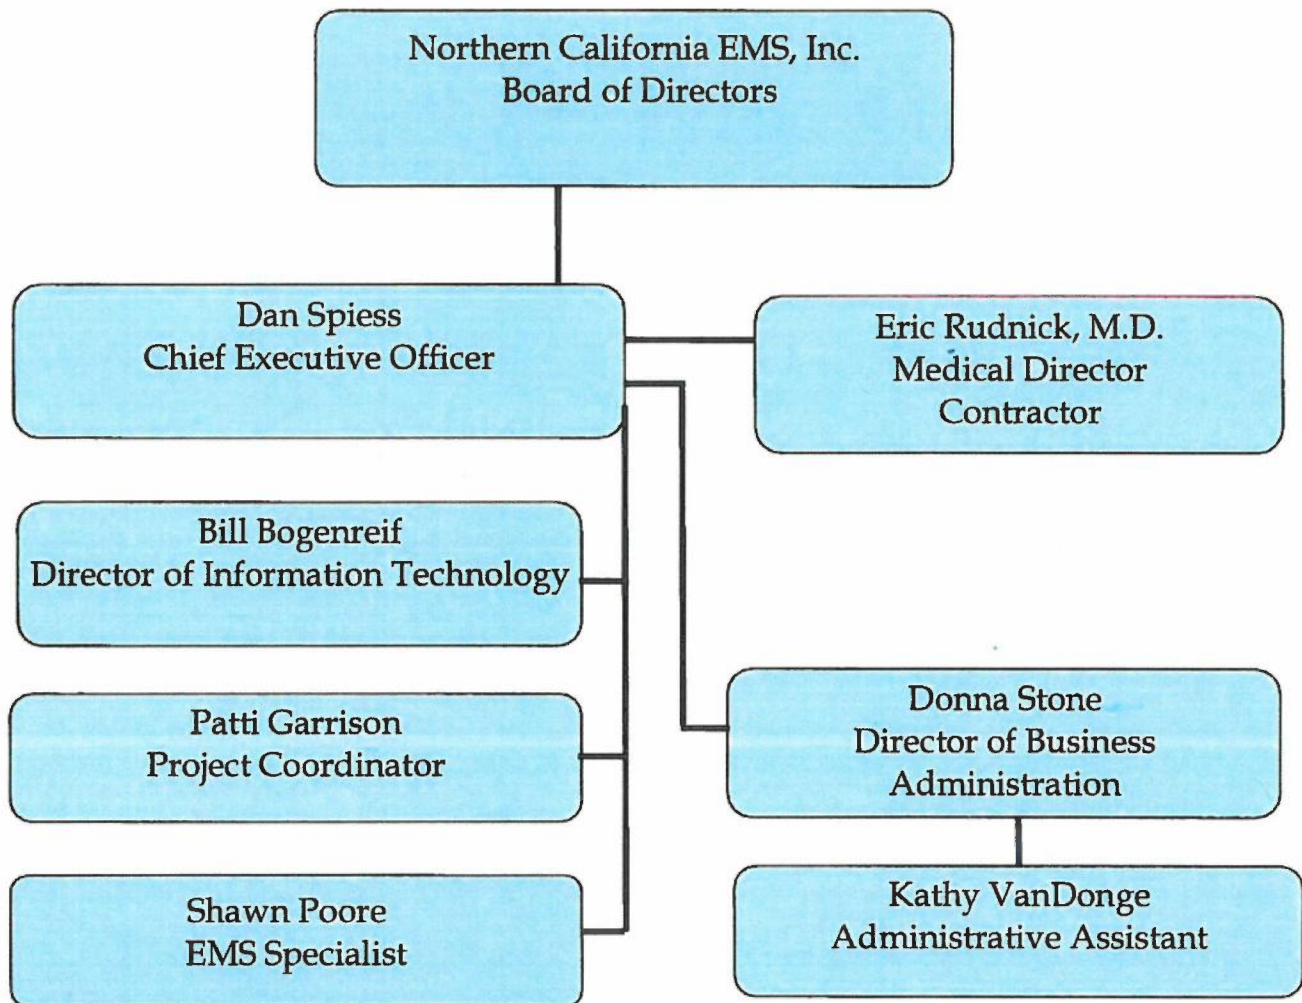 Northern California EMS, Inc.
Board of Directors
Dan Spiess
Chief Executive Officer
Eric Rudnick, M.D.
Medical Director
Contractor
Bill Bogenreif
Director of Information Technology
Patti Garrison
Project Coordinator
Donna Stone
Director of Business
Administration
Shawn Poore
EMS Specialist
Kathy VanDonge
Administrative Assistant